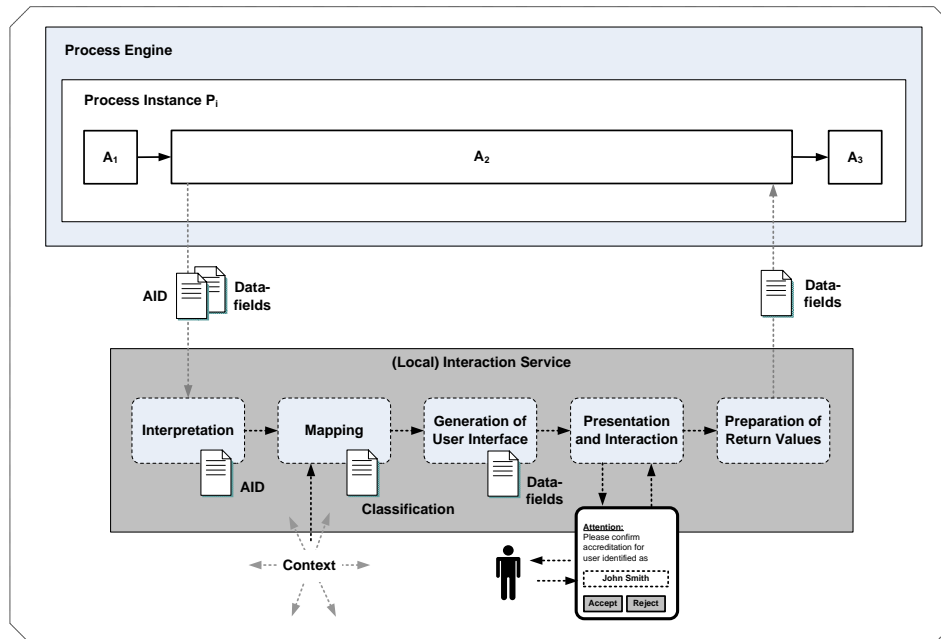 Process Engine
Process Instance Pi
A1
A2
A3
AID
Data-
fields
Data-
fields
(Local) Interaction Service
Interpretation
Mapping
Generation of
User Interface
Presentation
and Interaction
Preparation of
Return Values
AID
Classification
Data-
fields
Context
Attention:
Please confirm
accreditation for
user identified as
John Smith
Accept
Reject